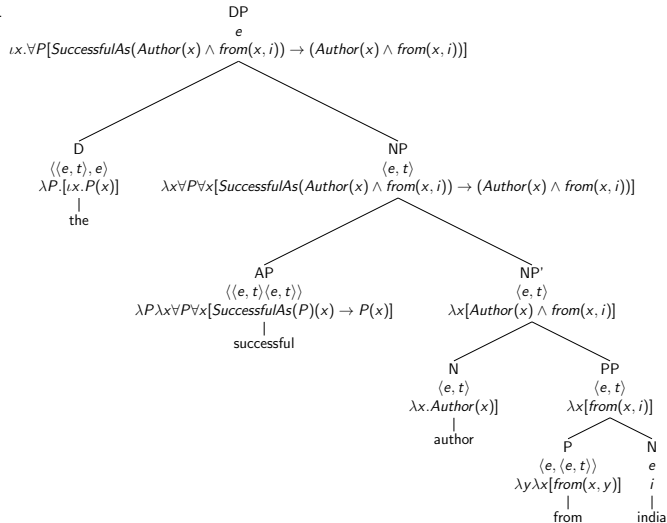 DP
e
ιx.∀P[SuccessfulAs(Author(x) ∧ from(x, i)) → (Author(x) ∧ from(x, i))]
D NP
⟨⟨e, t⟩, e⟩ ⟨e, t⟩
λP.[ιx.P(x)] λx∀P∀x[SuccessfulAs(Author(x) ∧ from(x, i)) → (Author(x) ∧ from(x, i))]
the
AP NP'
⟨⟨e, t⟩⟨e, t⟩⟩ ⟨e, t⟩
λPλx∀P∀x[SuccessfulAs(P)(x) → P(x)] λx[Author(x) ∧ from(x, i)]
successful
N PP
⟨e, t⟩ ⟨e, t⟩
λx.Author(x)] λx[from(x, i)]
author
P N
⟨e, ⟨e, t⟩⟩ e
λyλx[from(x, y)] i
from india